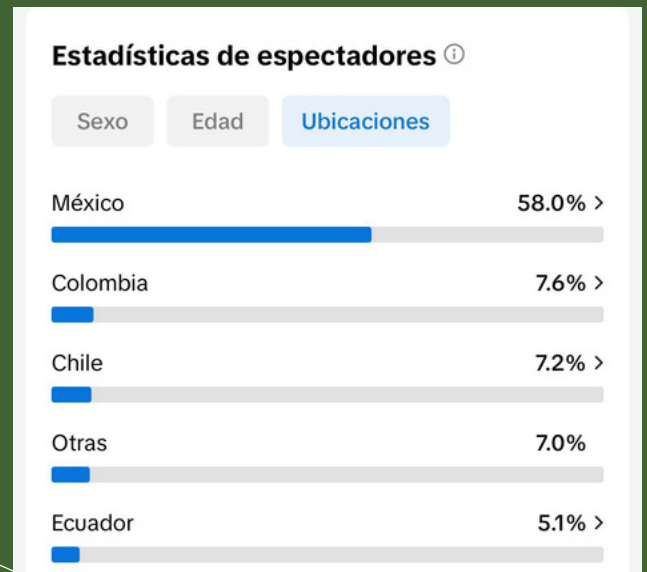 Estadísticas de espectadores
Sexo Edad Ubicaciones
México 58.0% >
Colombia 7.6% >
Chile 7.2% >
Otras 7.0%
Ecuador 5.1% >